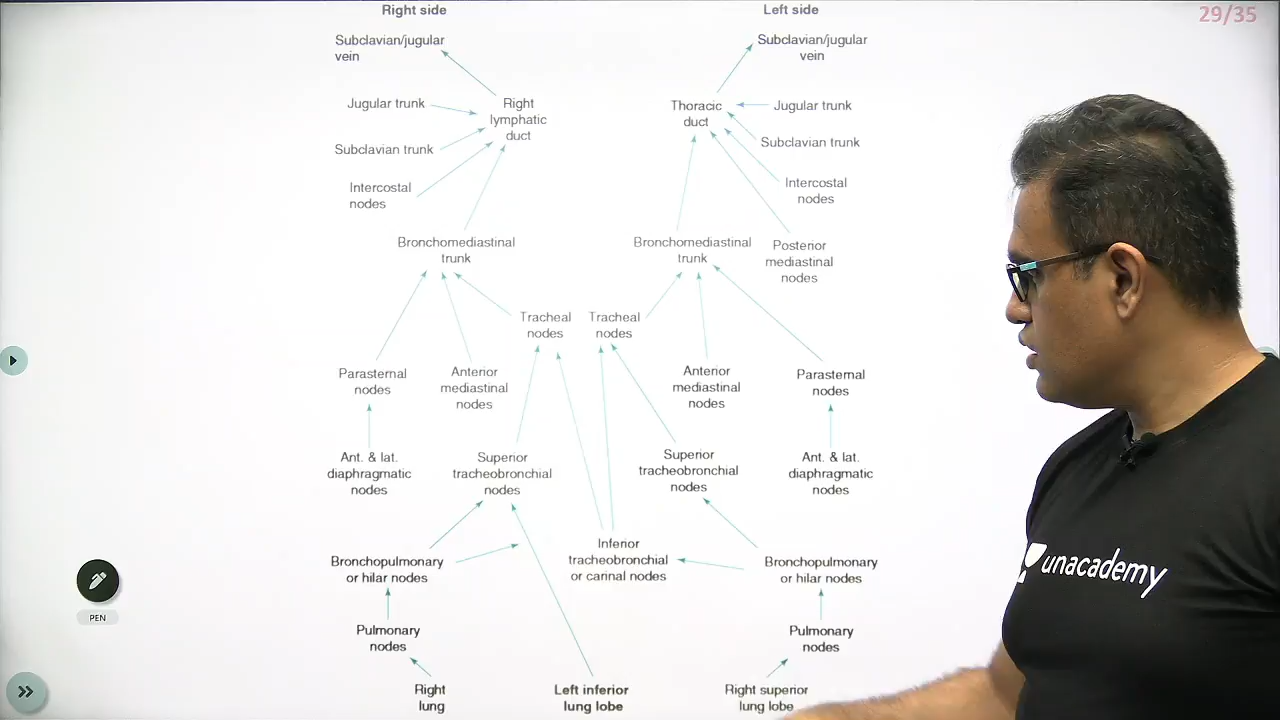 Right side
Left side
29/35
Subclavian/jugular
vein
Subclavian/jugular
vein
Jugular trunk
Right
lymphatic
duct
Thoracic
duct
Jugular trunk
Subclavian trunk
Subclavian trunk
Intercostal
nodes
Intercostal
nodes
Bronchomediastinal
trunk
Bronchomediastinal
trunk
Posterior
mediastinal
nodes
Tracheal
nodes
Tracheal
nodes
Parasternal
nodes
Anterior
mediastinal
nodes
Anterior
mediastinal
nodes
Parasternal
nodes
Ant. & lat.
diaphragmatic
nodes
Superior
tracheobronchial
nodes
Superior
tracheobronchial
nodes
Ant. & lat.
diaphragmatic
nodes
Bronchopulmonary
or hilar nodes
Inferior
tracheobronchial
or carinal nodes
Bronchopulmonary
or hilar nodes
PEN
Pulmonary
nodes
Pulmonary
nodes
Right
lung
Left inferior
lung lobe
Right superior
lung lobe
unacademy